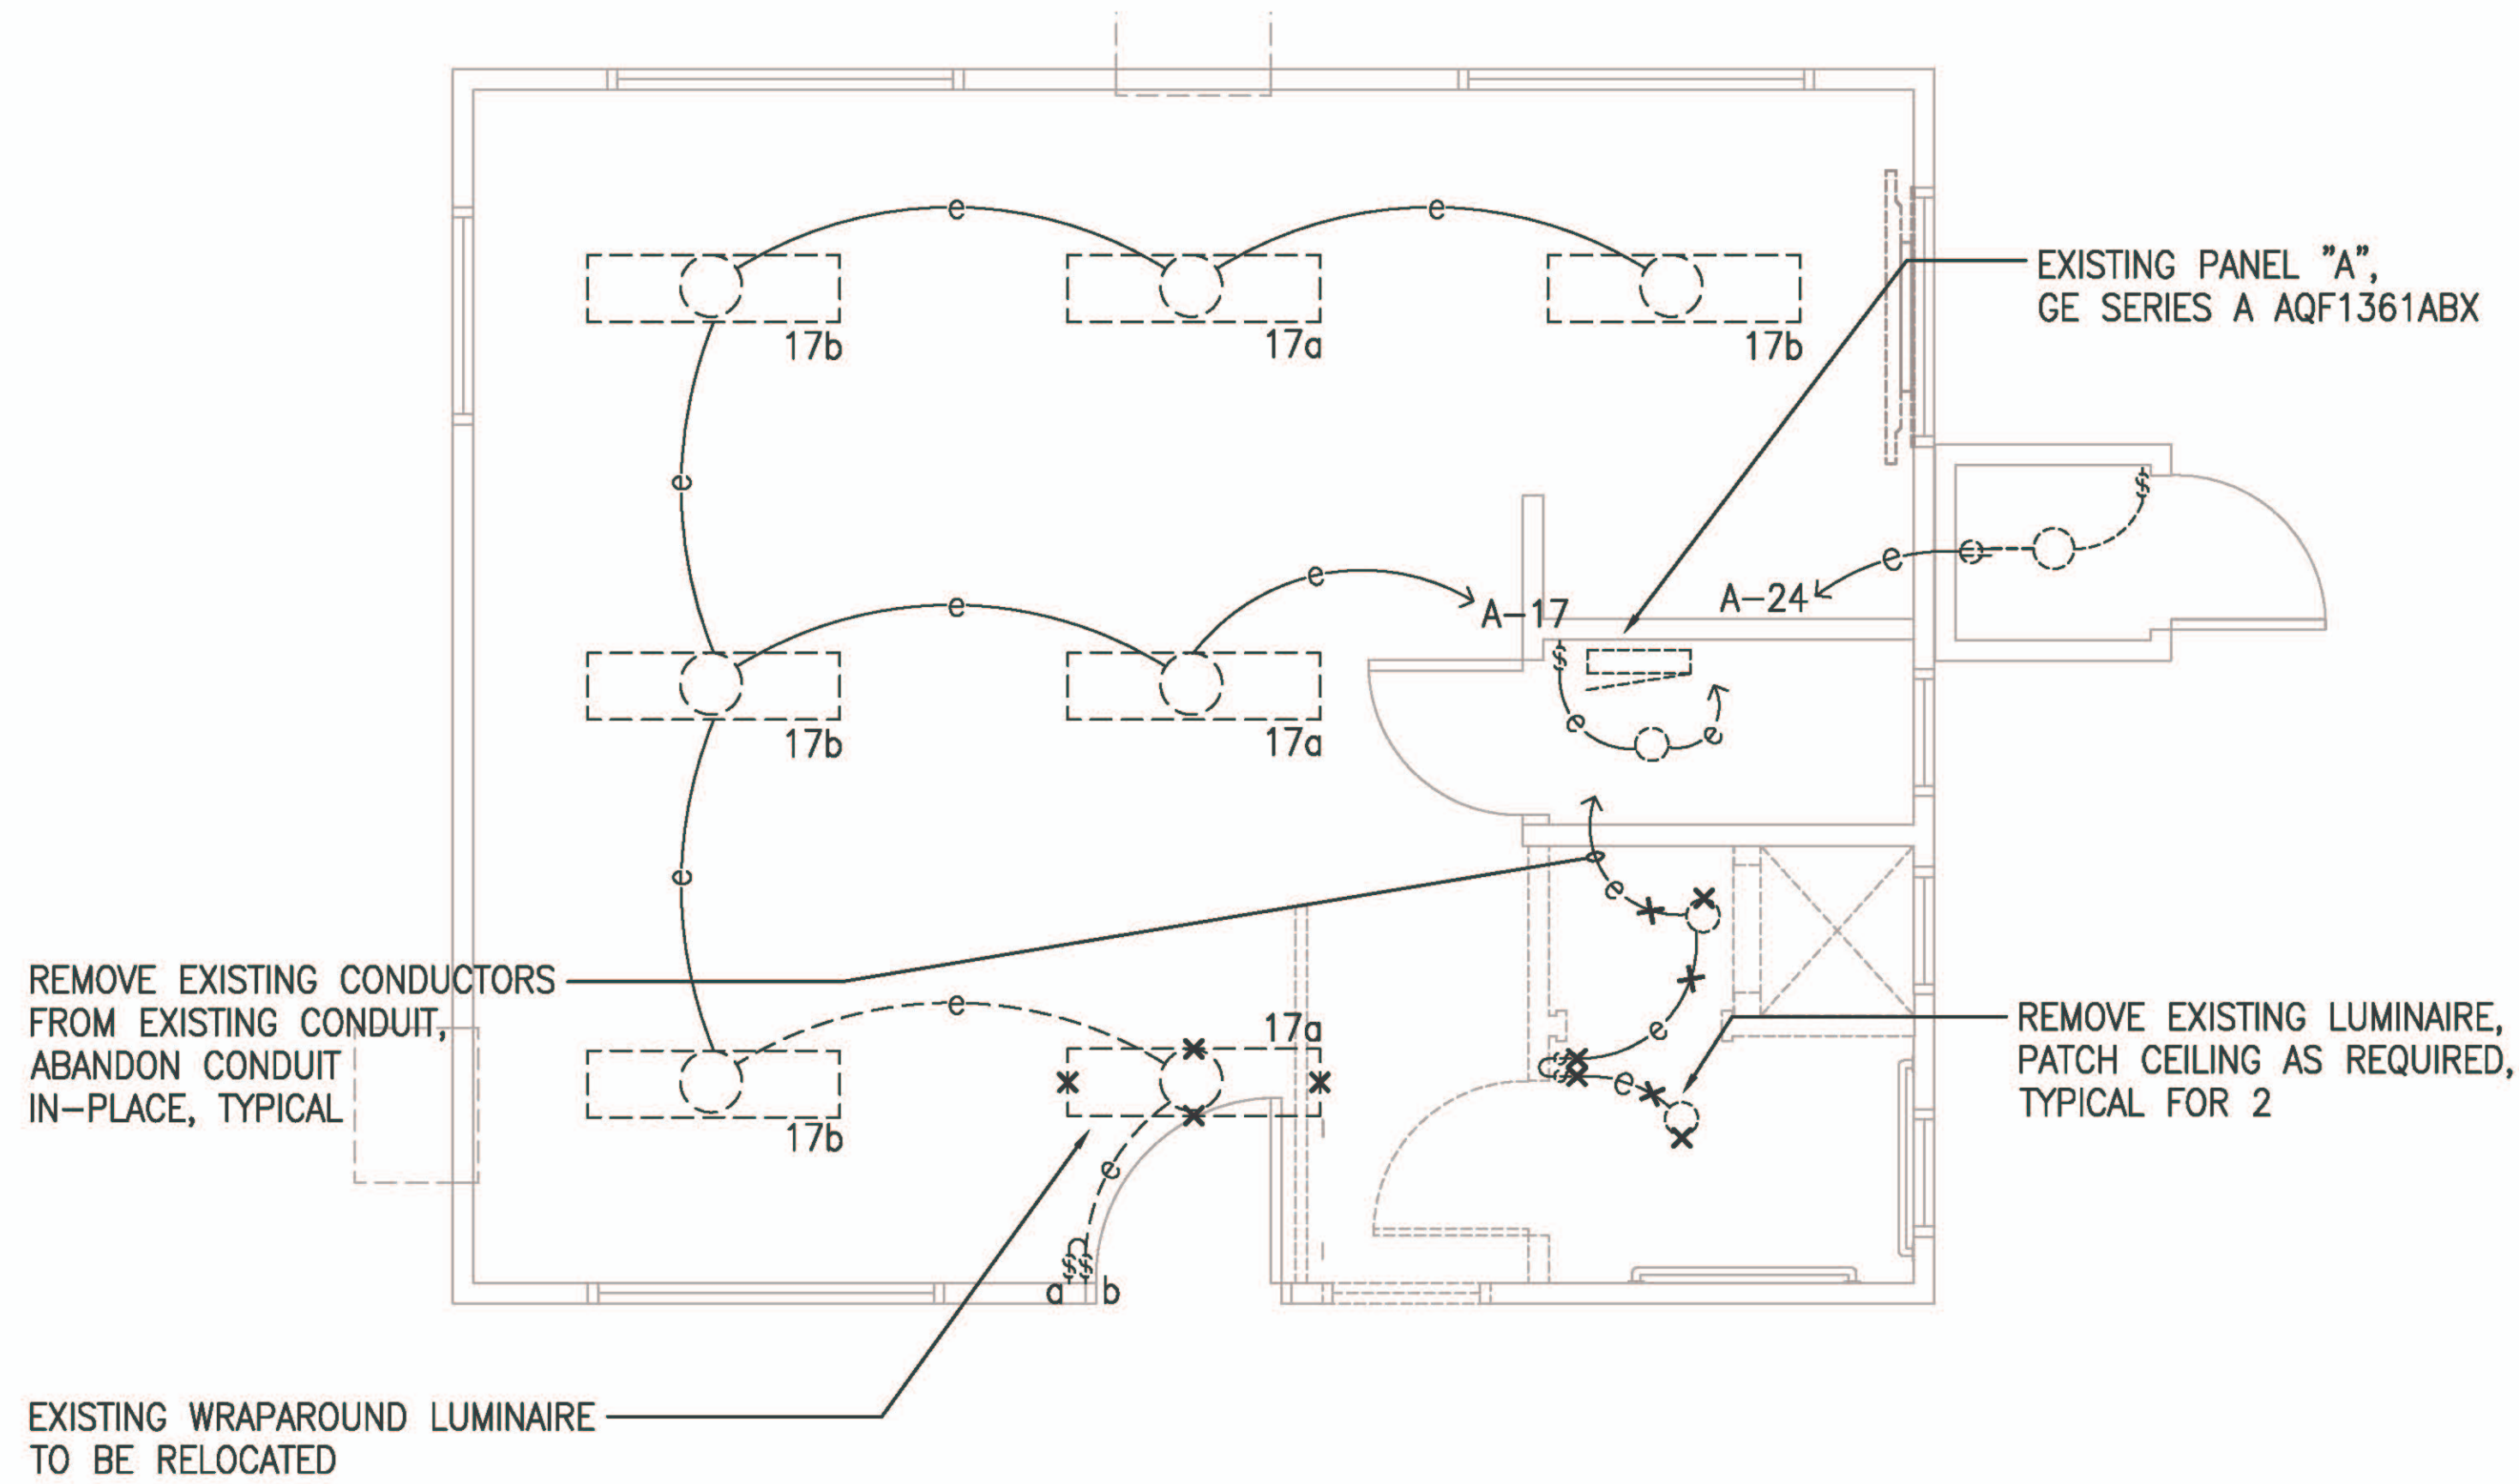 e
e
EXISTING PANEL "A",
GE SERIES A AQF1361ABX
17b
17a
17b
e
e
e
e
A-17
A-24
17b
17a
e
e
e
e
REMOVE EXISTING CONDUCTORS
FROM EXISTING CONDUIT,
ABANDON CONDUIT
IN-PLACE, TYPICAL
e
17a
e
e
REMOVE EXISTING LUMINAIRE,
PATCH CEILING AS REQUIRED,
TYPICAL FOR 2
17b
e
a b
EXISTING WRAPAROUND LUMINAIRE
TO BE RELOCATED